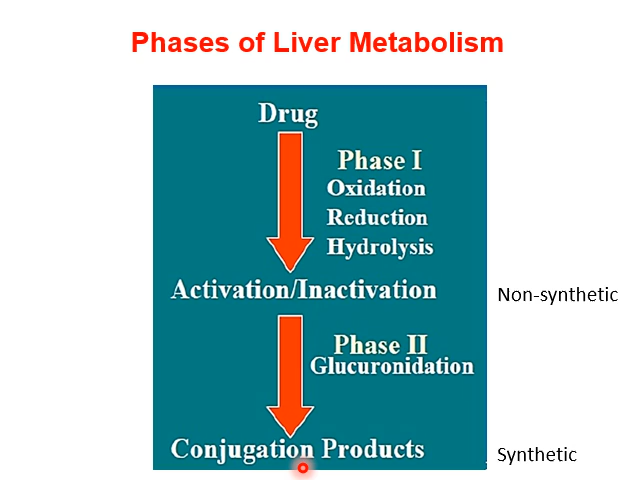 Phases of Liver Metabolism
Drug
Phase I
Oxidation
Reduction
Hydrolysis
Activation/Inactivation
Non-synthetic
Phase II
Glucuronidation
Conjugation Products
Synthetic